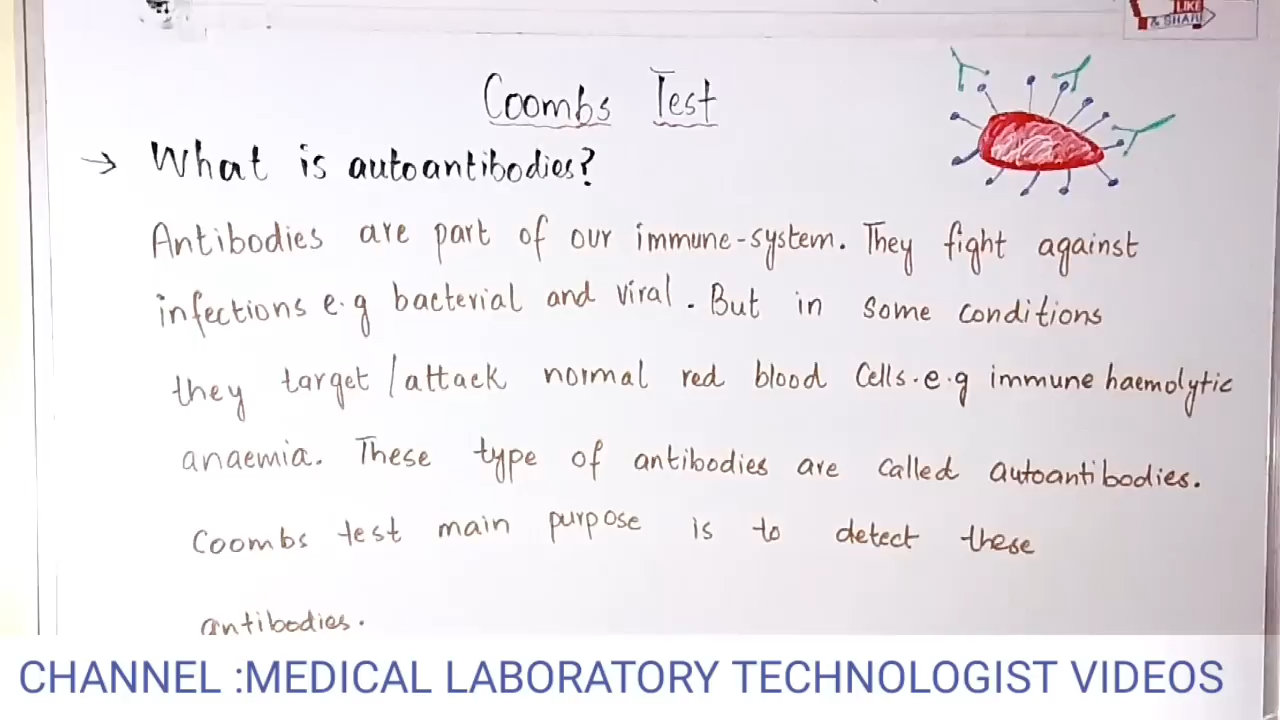 LIKE
& SHARE
Coombs Test
→ What is autoantibodies?
Antibodies are part of our immune-system. They fight against
infections e.g bacterial and viral. But in some conditions
they target/attack normal red blood cells. e.g immune haemolytic
anaemia. These type of antibodies are called autoantibodies.
Coombs test main purpose is to detect these
antibodies.
CHANNEL :MEDICAL LABORATORY TECHNOLOGIST VIDEOS